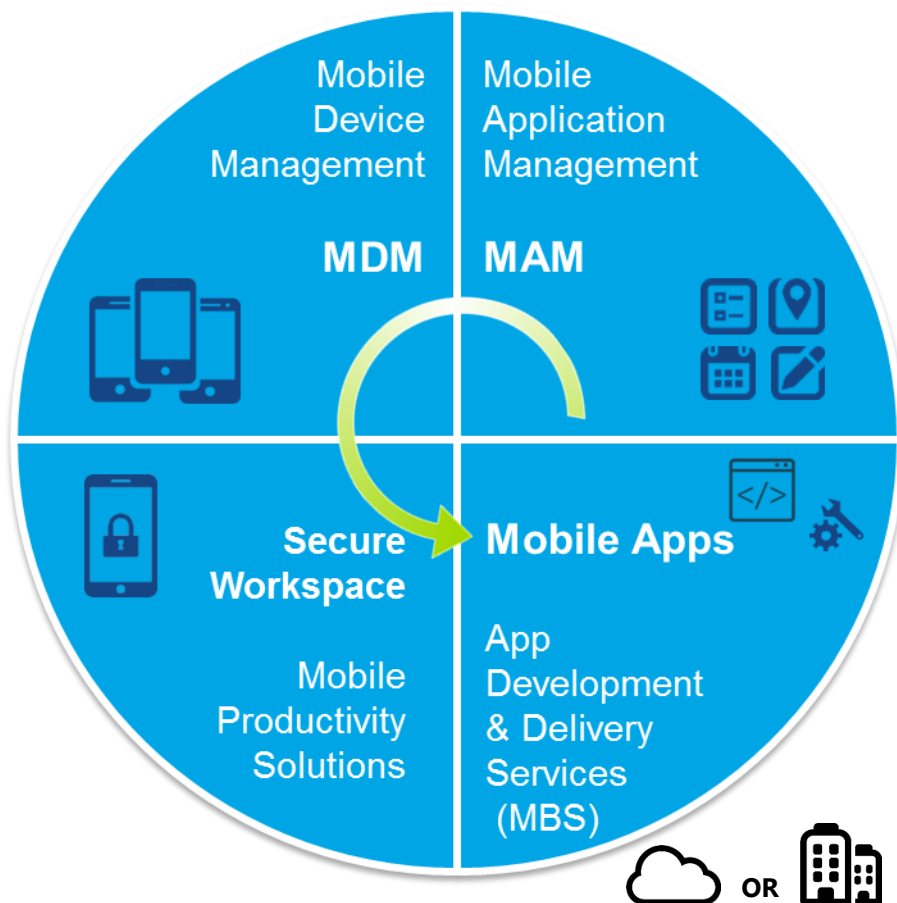 Mobile
Device
Management
MDM
Mobile
Application
Management
MAM
Secure
Workspace
Mobile
Productivity
Solutions
</>
Mobile Apps
App
Development
& Delivery
Services
(MBS)
OR